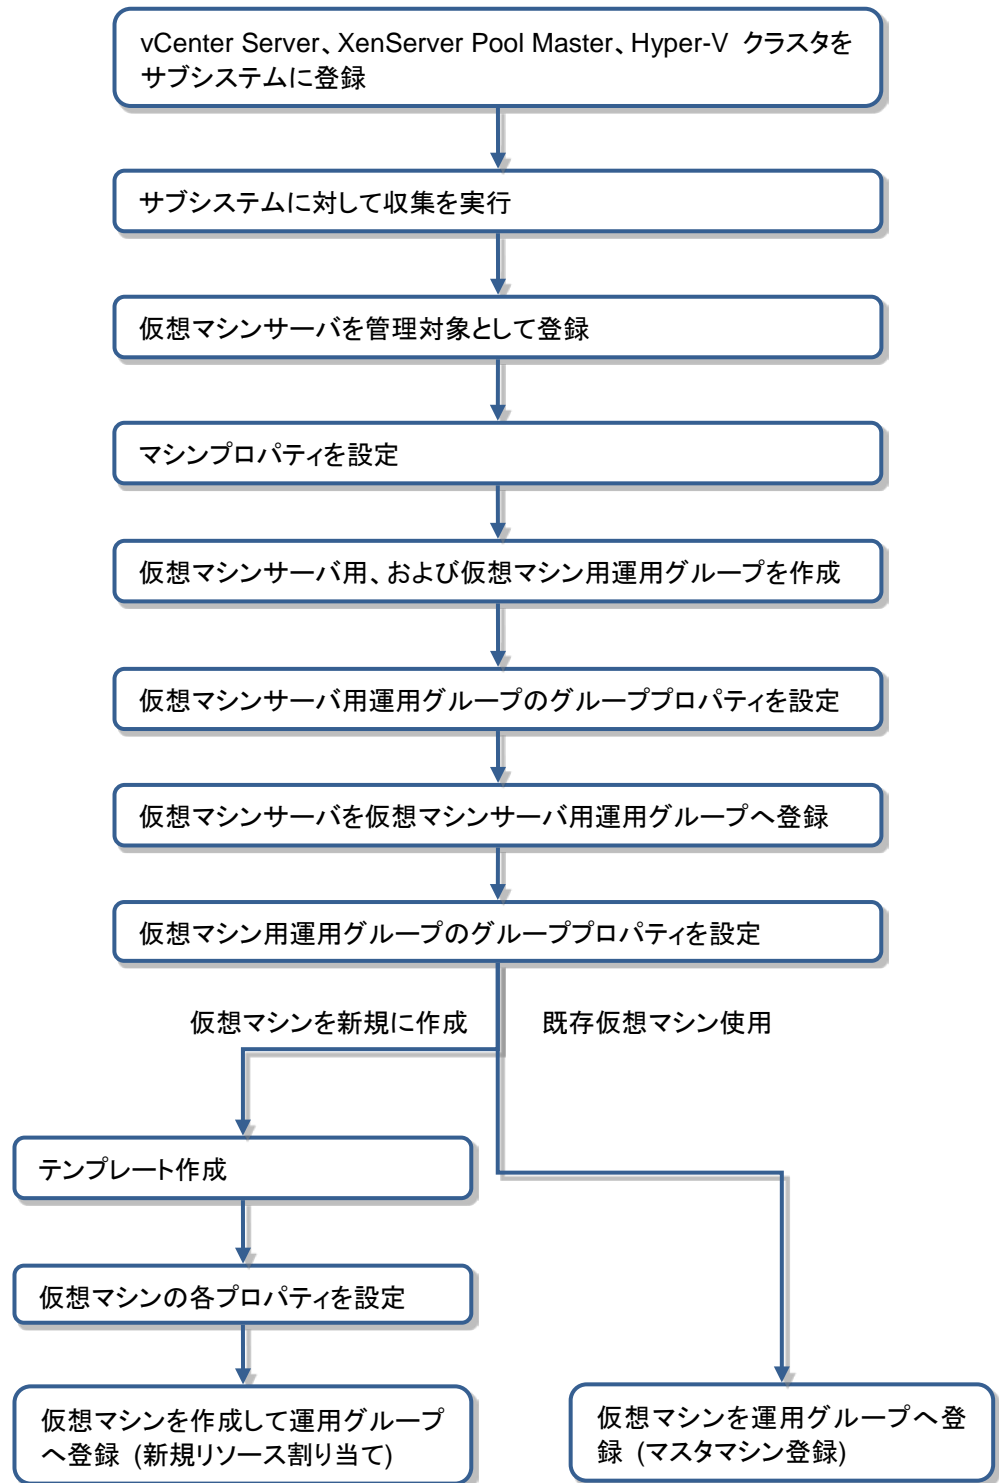 vCenter Server、XenServer Pool Master、Hyper-V クラスタを
サブシステムに登録
サブシステムに対して収集を実行
仮想マシンサーバを管理対象として登録
マシンプロパティを設定
仮想マシンサーバ用、および仮想マシン用運用グループを作成
仮想マシンサーバ用運用グループのグループプロパティを設定
仮想マシンサーバを仮想マシンサーバ用運用グループへ登録
仮想マシン用運用グループのグループプロパティを設定
仮想マシンを新規に作成
既存仮想マシン使用
テンプレート作成
仮想マシンの各プロパティを設定
仮想マシンを作成して運用グループ
へ登録 (新規リソース割り当て)
仮想マシンを運用グループへ登
録 (マスタマシン登録)